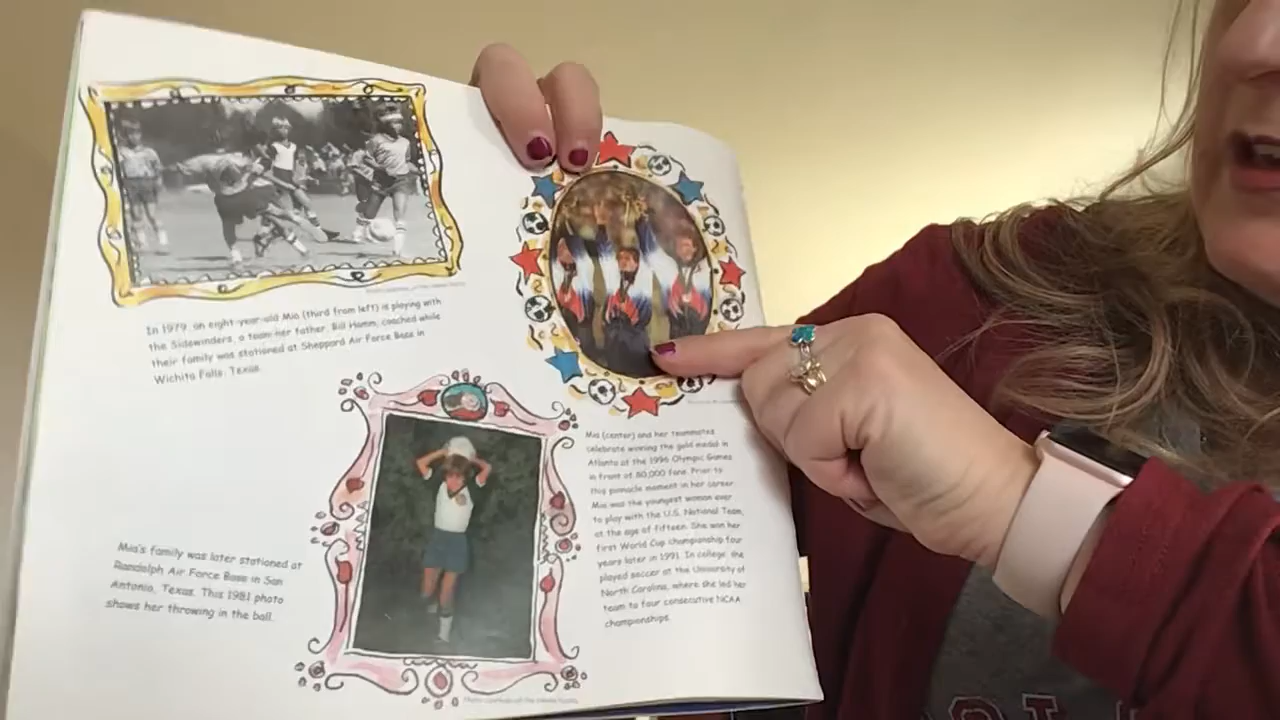 In 1979, an eight-year-old Mia (third from left) is playing with
the Sidewinders, a team her father, Bill Hamm, coached while
their family was stationed at Sheppard Air Force Base in
Wichita Falls, Texas.
Mia (center) and her teammates
celebrate winning the gold medal in
Atlanta at the 1996 Olympic Games
in front of 80,000 fans. Prior to
this pinnacle moment in her career
Mia was the youngest woman ever
to play with the U.S. National Team,
at the age of fifteen. She won her
first World Cup championship four
years later in 1991. In college, she
played soccer at the University of
North Carolina, where she led her
team to four consecutive NCAA
championships.
Mia's family was later stationed at
Randolph Air Force Base in San
Antonio, Texas. This 1981 photo
shows her throwing in the ball.